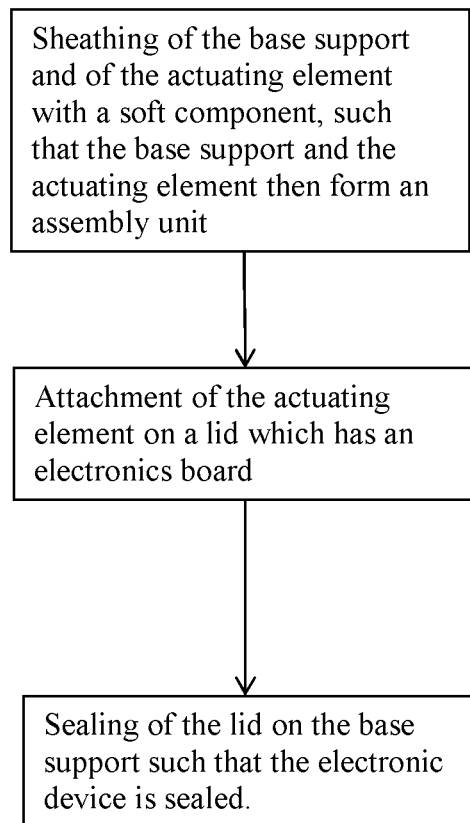 Sheathing of the base support
and of the actuating element
with a soft component, such
that the base support and the
actuating element then form an
assembly unit
Attachment of the actuating
element on a lid which has an
electronics board
Sealing of the lid on the base
support such that the electronic
device is sealed.